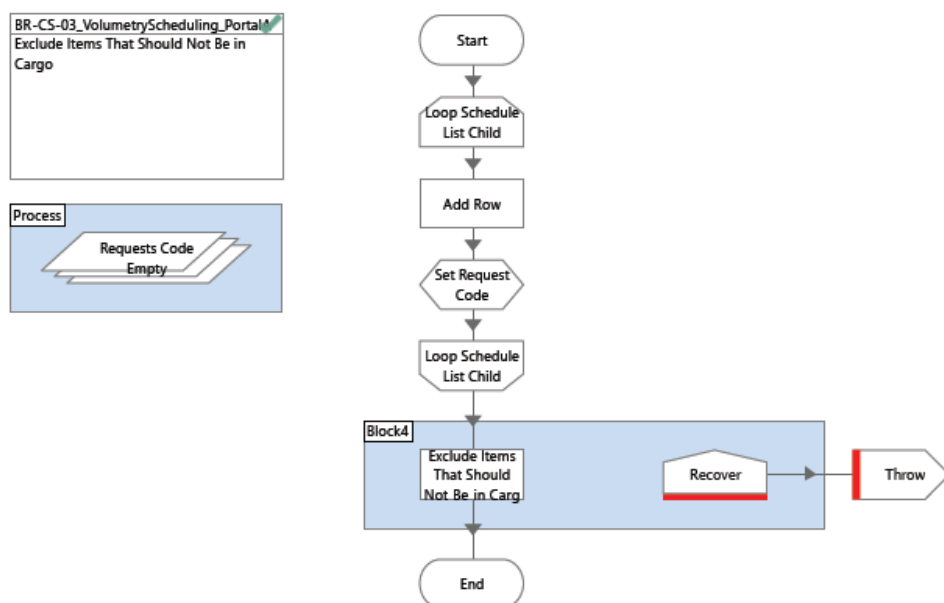 BR-CS-03_VolumetryScheduling_Portal
Exclude Items That Should Not Be in
Cargo
Process
Requests Code
Empty
Start
Loop Schedule
List Child
Add Row
Set Request
Code
Loop Schedule
List Child
Block4
Exclude Items
That Should
Not Be in Carg
Recover
Throw
End